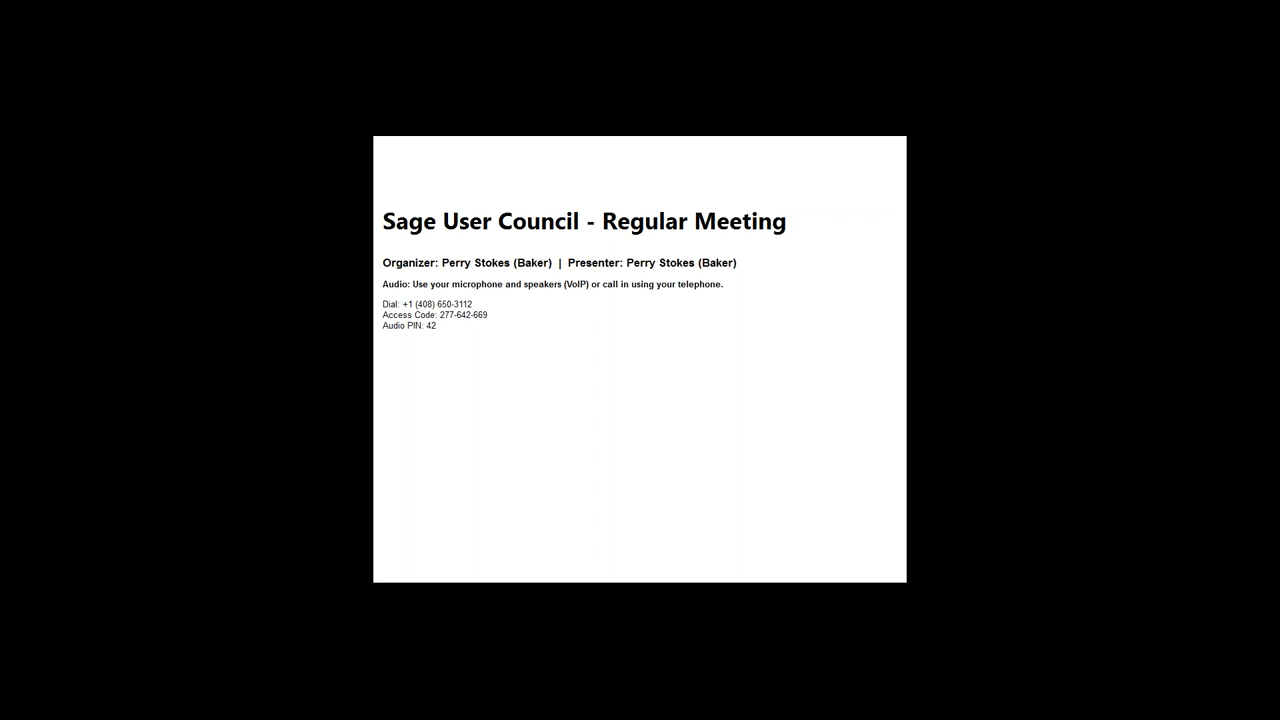 Sage User Council - Regular Meeting
Organizer: Perry Stokes (Baker) | Presenter: Perry Stokes (Baker)
Audio: Use your microphone and speakers (VoIP) or call in using your telephone.
Dial: +1 (408) 650-3112
Access Code: 277-642-669
Audio PIN: 42